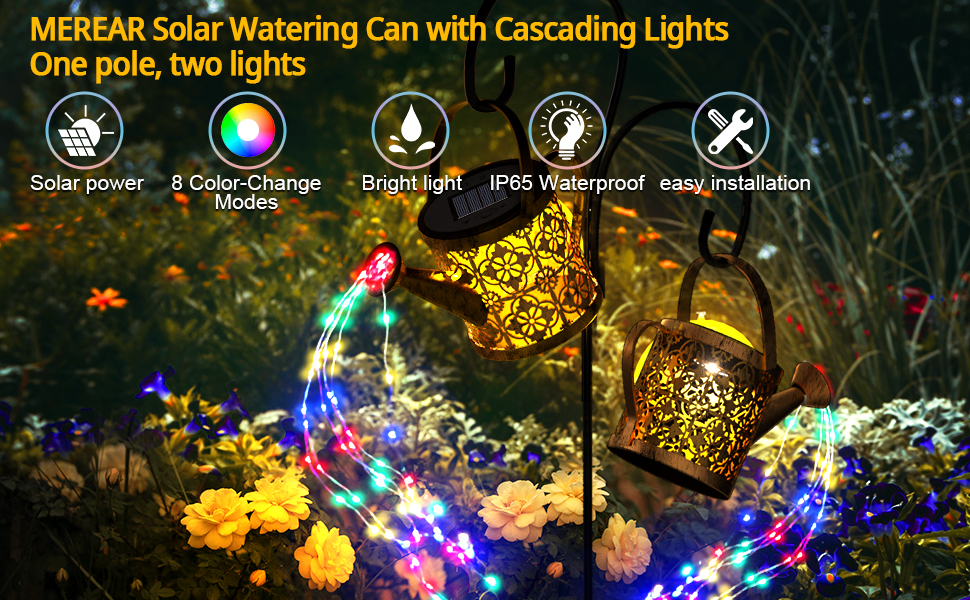 MEREAR Solar Watering Can with Cascading Lights
One pole, two lights
Solar power
8 Color-Change
Modes
Bright light
IP65 Waterproof
easy installation